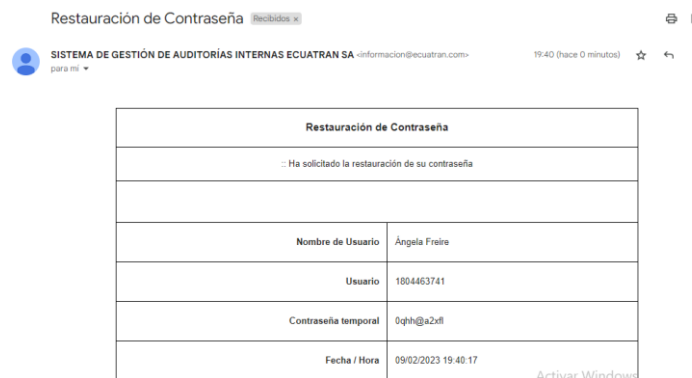 Restauración de Contraseña Recibidos x
SISTEMA DE GESTIÓN DE AUDITORÍAS INTERNAS ECUATRAN SA <informacion@ecuatran.com> 19:40 (hace 0 minutos)
para mí
Restauración de Contraseña
:: Ha solicitado la restauración de su contraseña
Nombre de Usuario Ángela Freire
Usuario 1804463741
Contraseña temporal 0qhh@a2xfl
Fecha / Hora 09/02/2023 19:40:17
Activar Windows